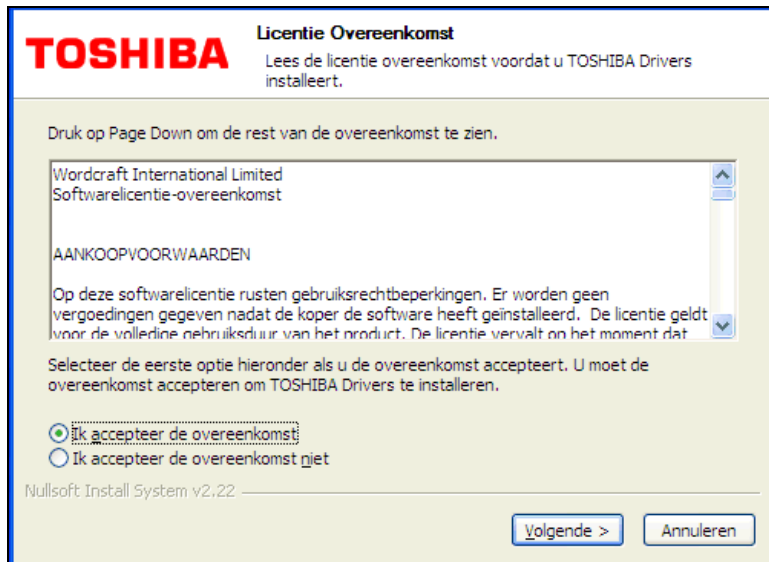 TOSHIBA
Licentie Overeenkomst
Lees de licentie overeenkomst voordat u TOSHIBA Drivers
installeert.
Druk op Page Down om de rest van de overeenkomst te zien.
Wordcraft International Limited
Softwarelicentie-overeenkomst
AANKOOPVOORWAARDEN
Op deze softwarelicentie rusten gebruiksrechtbeperkingen. Er worden geen
vergoedingen gegeven nadat de koper de software heeft geïnstalleerd. De licentie geldt
voor de volledige gebruiksduur van het product. De licentie vervalt op het moment dat
Selecteer de eerste optie hieronder als u de overeenkomst accepteert. U moet de
overeenkomst accepteren om TOSHIBA Drivers te installeren.
Ik accepteer de overeenkomst
Ik accepteer de overeenkomst niet
Nullsoft Install System v2.22
Volgende >
Annuleren